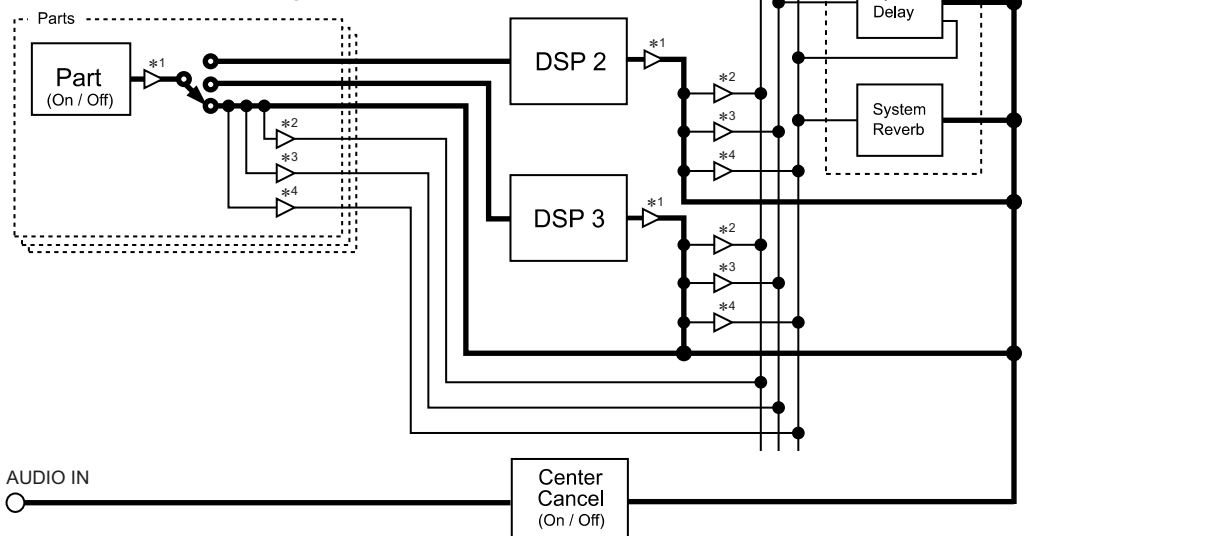 Delay
Parts
Part
(On / Off)
*1
DSP 2
*1
*2
*3
*4
System
Reverb
*2
*3
*4
DSP 3
*1
*2
*3
*4
AUDIO IN
Center
Cancel
(On / Off)